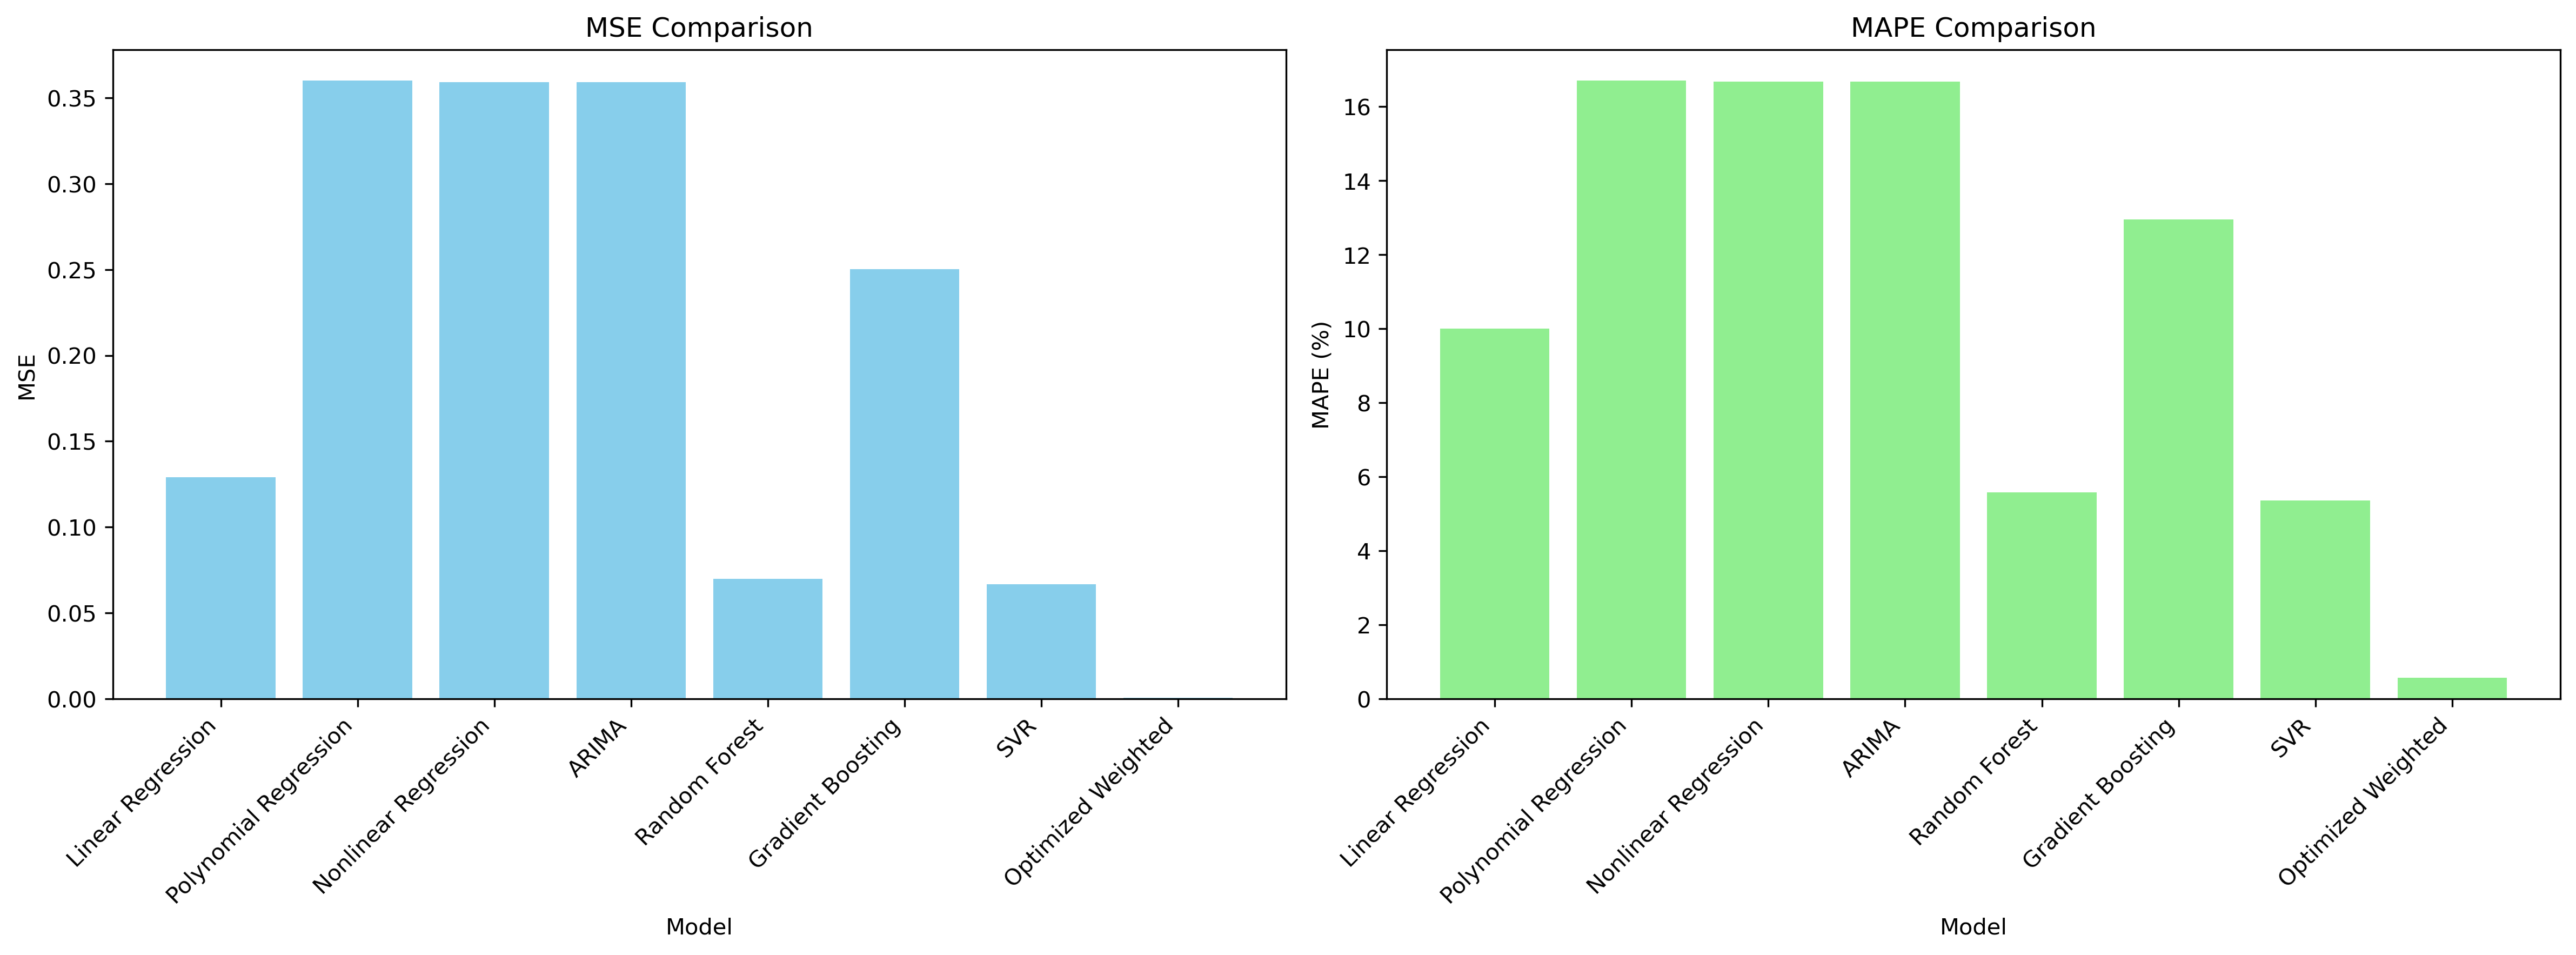 MSE Comparison
MSE
0.35
0.30
0.25
0.20
0.15
0.10
0.05
0.00
Linear Regression
Polynomial Regression
Nonlinear Regression
ARIMA
Random Forest
Gradient Boosting
SVR
Optimized Weighted
Model
MAPE Comparison
MAPE (%)
16
14
12
10
8
6
4
2
0
Linear Regression
Polynomial Regression
Nonlinear Regression
ARIMA
Random Forest
Gradient Boosting
SVR
Optimized Weighted
Model